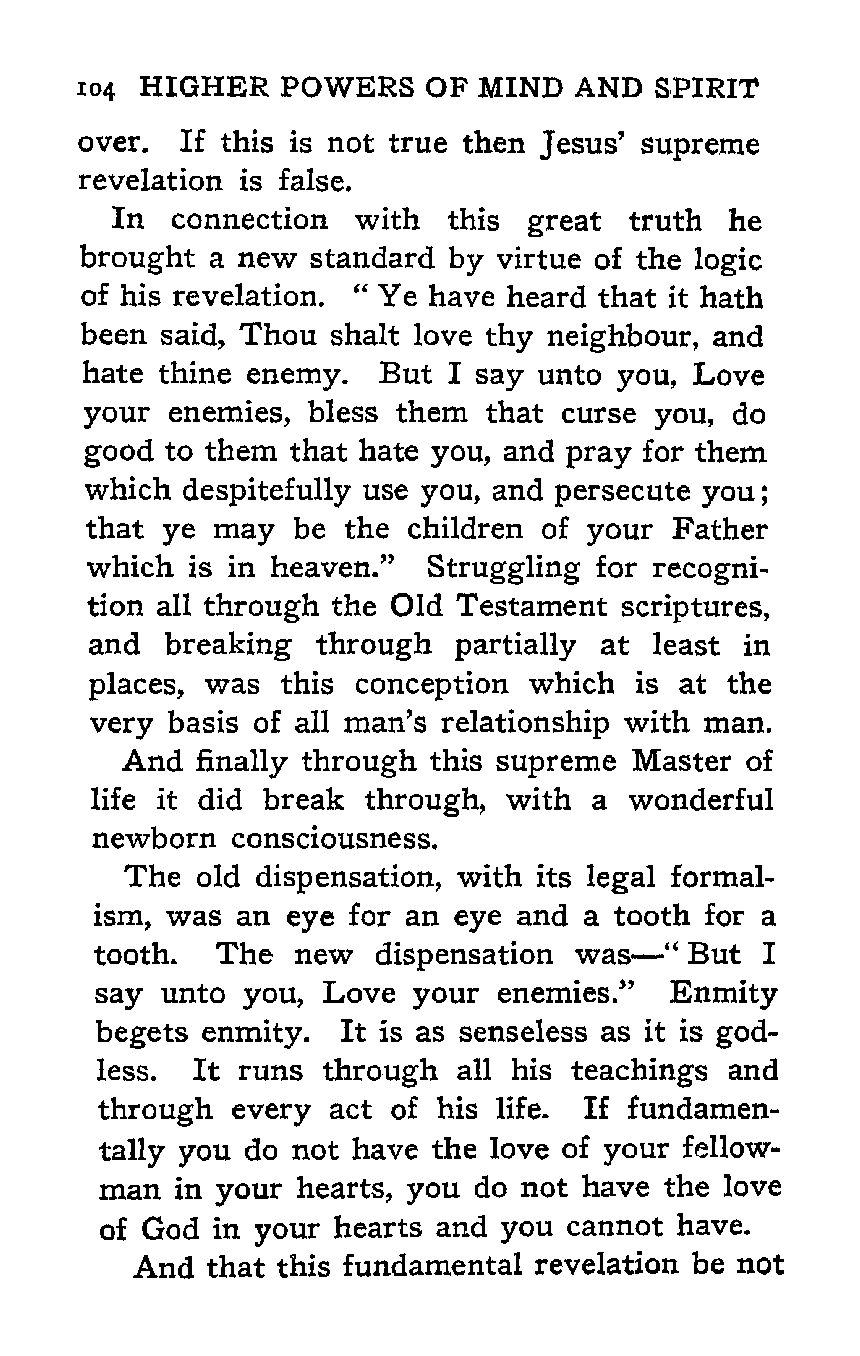 104 HIGHER POWERS OF MIND AND SPIRIT
over. If this is not true then Jesus' supreme
revelation is false.
In connection with this great truth he
brought a new standard by virtue of the logic
of his revelation. “ Ye have heard that it hath
been said, Thou shalt love thy neighbour, and
hate thine enemy. But I say unto you, Love
your enemies, bless them that curse you, do
good to them that hate you, and pray for them
which despitefully use you, and persecute you;
that ye may be the children of your Father
which is in heaven.” Struggling for recogni-
tion all through the Old Testament scriptures,
and breaking through partially at least in
places, was this conception which is at the
very basis of all man's relationship with man.
And finally through this supreme Master of
life it did break through, with a wonderful
newborn consciousness.
The old dispensation, with its legal formal-
ism, was an eye for an eye and a tooth for a
tooth. The new dispensation was—“ But I
say unto you, Love your enemies.” Enmity
begets enmity. It is as senseless as it is god-
less. It runs through all his teachings and
through every act of his life. If fundamen-
tally you do not have the love of your fellow-
man in your hearts, you do not have the love
of God in your hearts and you cannot have.
And that this fundamental revelation be not